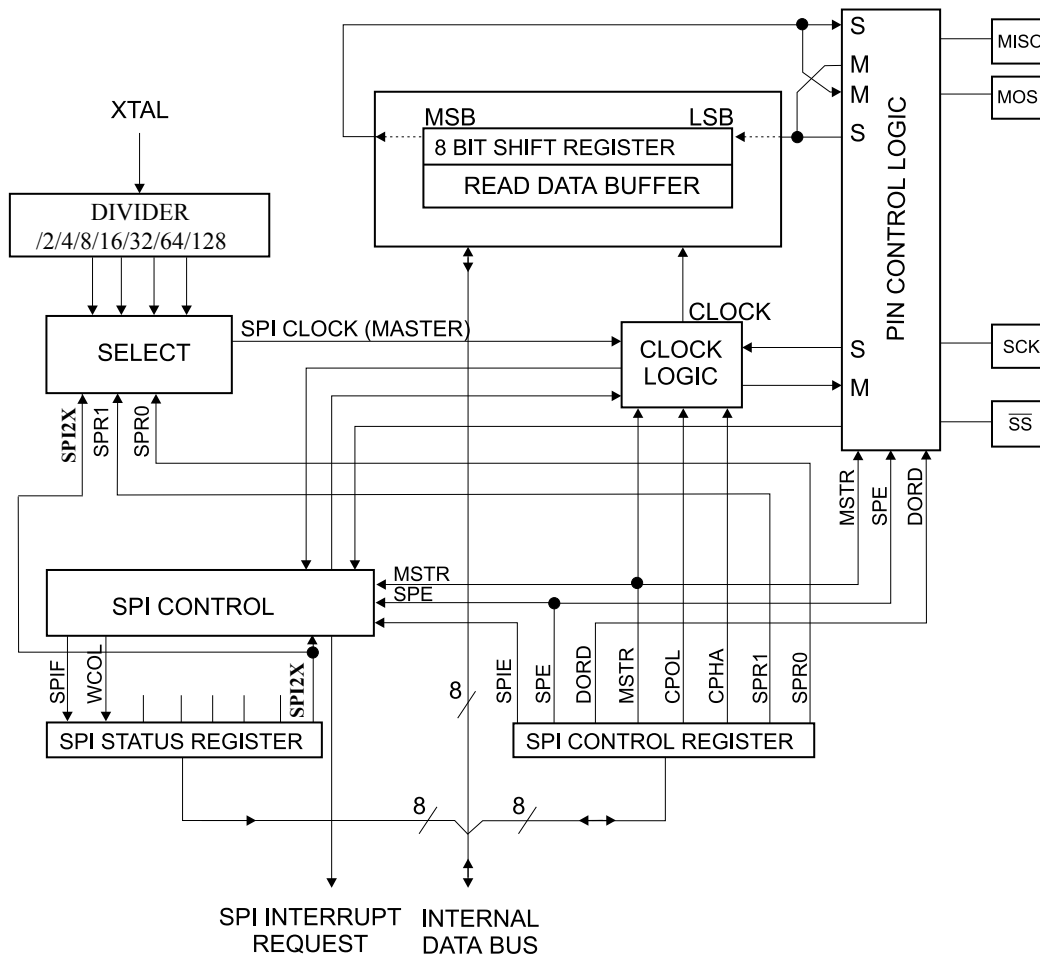 S
MISO
M
MOS
M
MSB
LSB
S
8 BIT SHIFT REGISTER
READ DATA BUFFER
PIN CONTROL LOGIC
XTAL
DIVIDER
/2/4/8/16/32/64/128
SPI CLOCK (MASTER)
CLOCK
SELECT
CLOCK
LOGIC
S
M
SCK
SS
SPI2X
SPR1
SPR0
MSTR
SPE
DORD
MSTR
SPE
SPI CONTROL
SPIF
WCOL
SPI2X
SPIE
SPE
DORD
MSTR
CPOL
CPHA
SPR1
SPR0
8
SPI STATUS REGISTER
SPI CONTROL REGISTER
8
8
SPI INTERRUPT
REQUEST
INTERNAL
DATA BUS